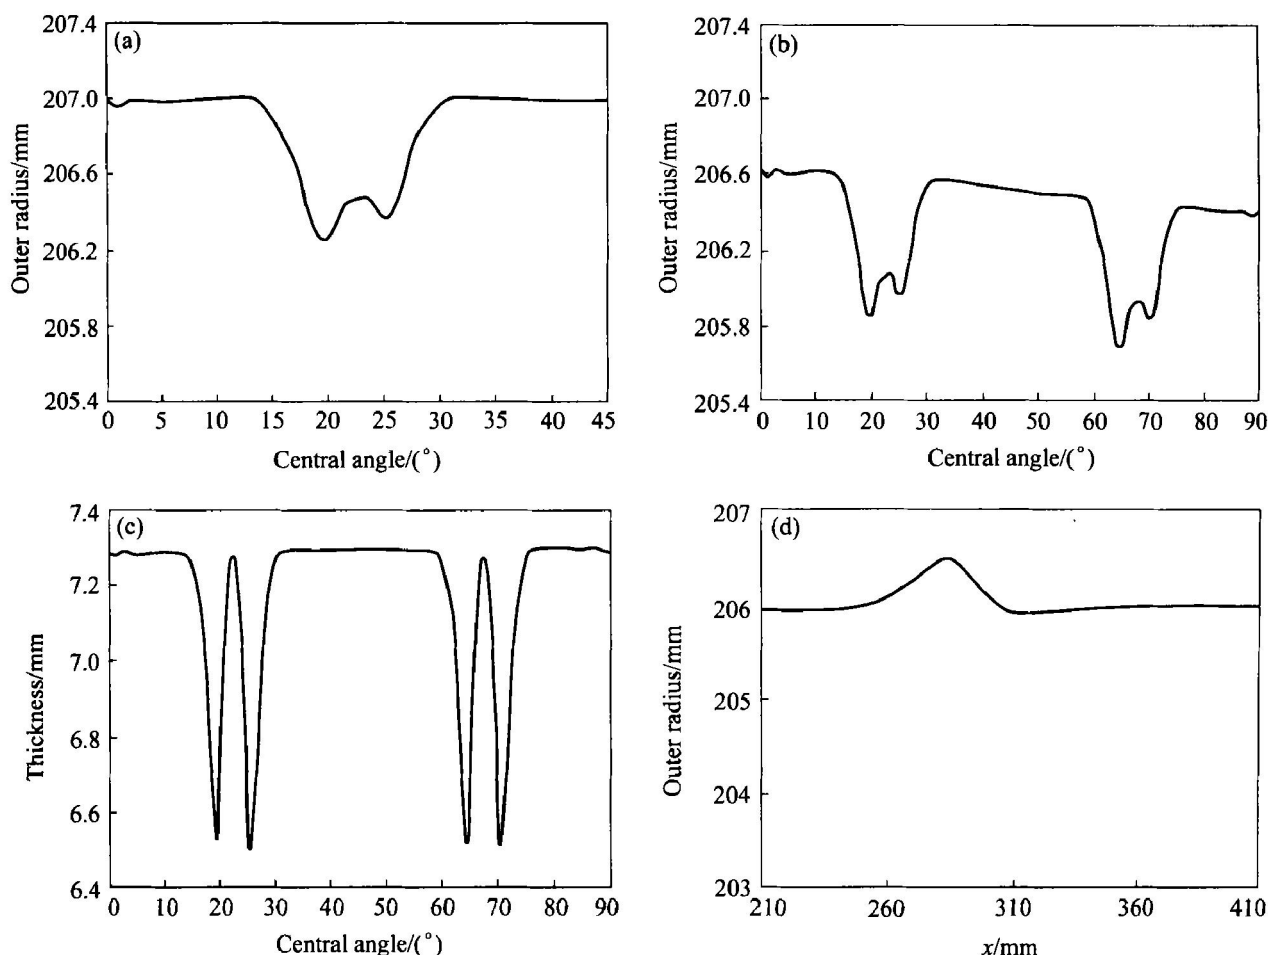 (a)
207.4
207.0
206.6
206.2
205.8
205.4
Outer radius/mm
0 5 10 15 20 25 30 35 40 45
Central angle/(°)
(b)
207.4
207.0
206.6
206.2
205.8
205.4
Outer radius/mm
0 10 20 30 40 50 60 70 80 90
Central angle/(°)
(c)
7.4
7.2
7.0
6.8
6.6
6.4
Thickness/mm
0 10 20 30 40 50 60 70 80 90
Central angle/(°)
(d)
207
206
205
204
203
Outer radius/mm
210 260 310 360 410
x/mm